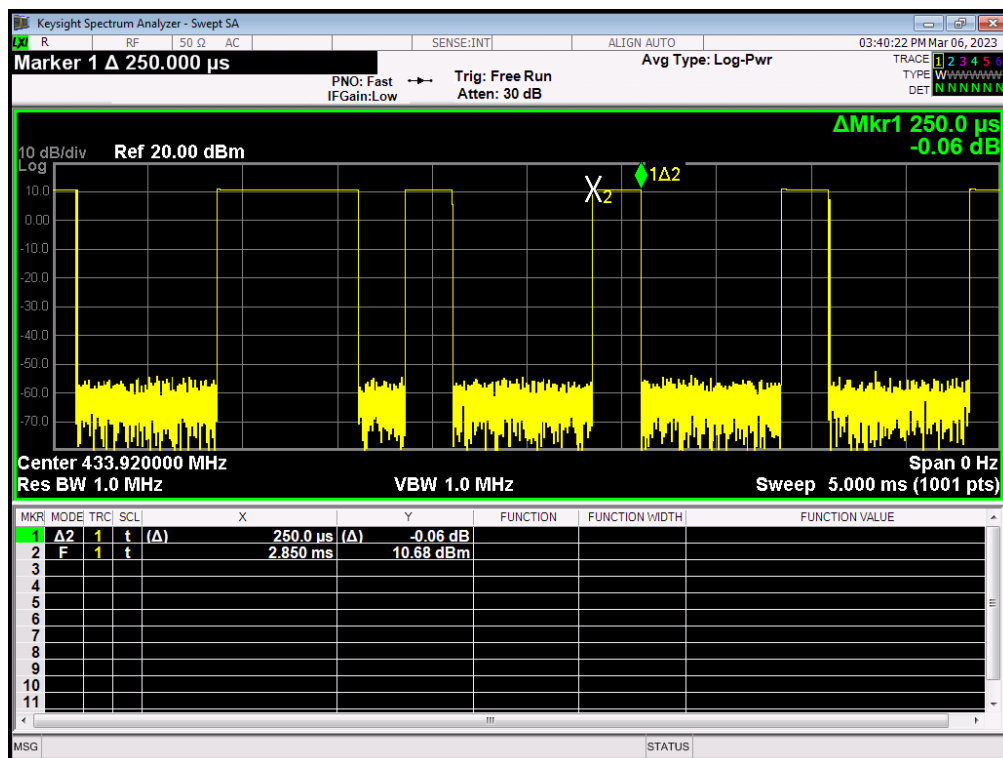 Keysight Spectrum Analyzer - Swept SA
LXI R RF 50 Ω AC SENSE:INT ALIGN AUTO 03:40:22 PM Mar 06, 2023
Marker 1 Δ 250.000 µs
PNO: Fast
IFGain:Low
Trig: Free Run
Atten: 30 dB
Avg Type: Log-Pwr
TRACE 1 2 3 4 5 6
TYPE WWWWWW
DET N N N N N N
ΔMkr1 250.0 µs
-0.06 dB
10 dB/div Ref 20.00 dBm
Log
10.0
0.00
-10.0
-20.0
-30.0
-40.0
-50.0
-60.0
-70.0
X2
1Δ2
Center 433.920000 MHz Span 0 Hz
Res BW 1.0 MHz VBW 1.0 MHz Sweep 5.000 ms (1001 pts)
MKR MODE TRC SCL X Y FUNCTION FUNCTION WIDTH FUNCTION VALUE
1 Δ2 1 t (Δ) 250.0 µs (Δ) -0.06 dB
2 F 1 t 2.850 ms 10.68 dBm
3
4
5
6
7
8
9
10
11
MSG STATUS